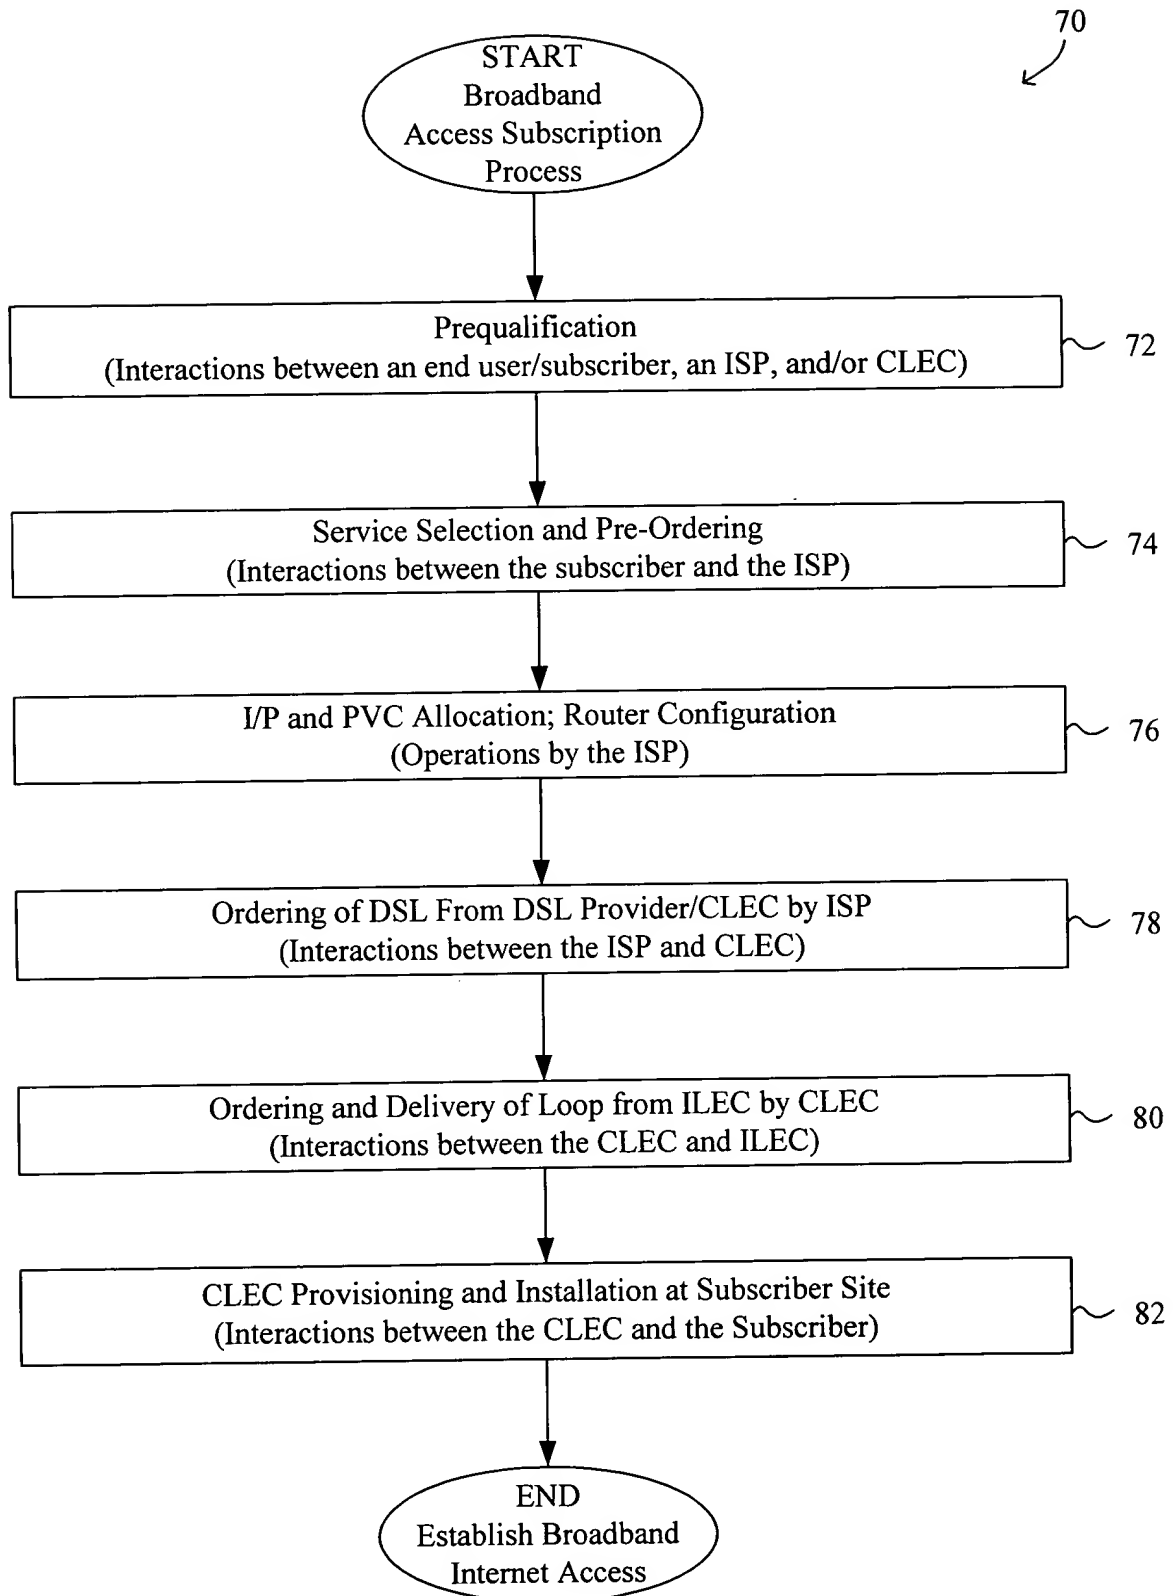 70
START
Broadband
Access Subscription
Process
Prequalification
(Interactions between an end user/subscriber, an ISP, and/or CLEC)
72
Service Selection and Pre-Ordering
(Interactions between the subscriber and the ISP)
74
I/P and PVC Allocation; Router Configuration
(Operations by the ISP)
76
Ordering of DSL From DSL Provider/CLEC by ISP
(Interactions between the ISP and CLEC)
78
Ordering and Delivery of Loop from ILEC by CLEC
(Interactions between the CLEC and ILEC)
80
CLEC Provisioning and Installation at Subscriber Site
(Interactions between the CLEC and the Subscriber)
82
END
Establish Broadband
Internet Access